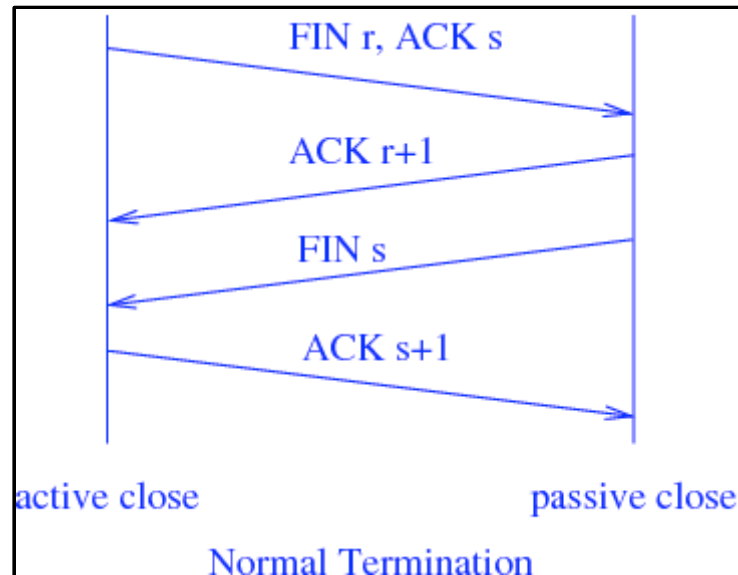 FIN r, ACK s
ACK r+1
FIN s
ACK s+1
active close passive close
Normal Termination